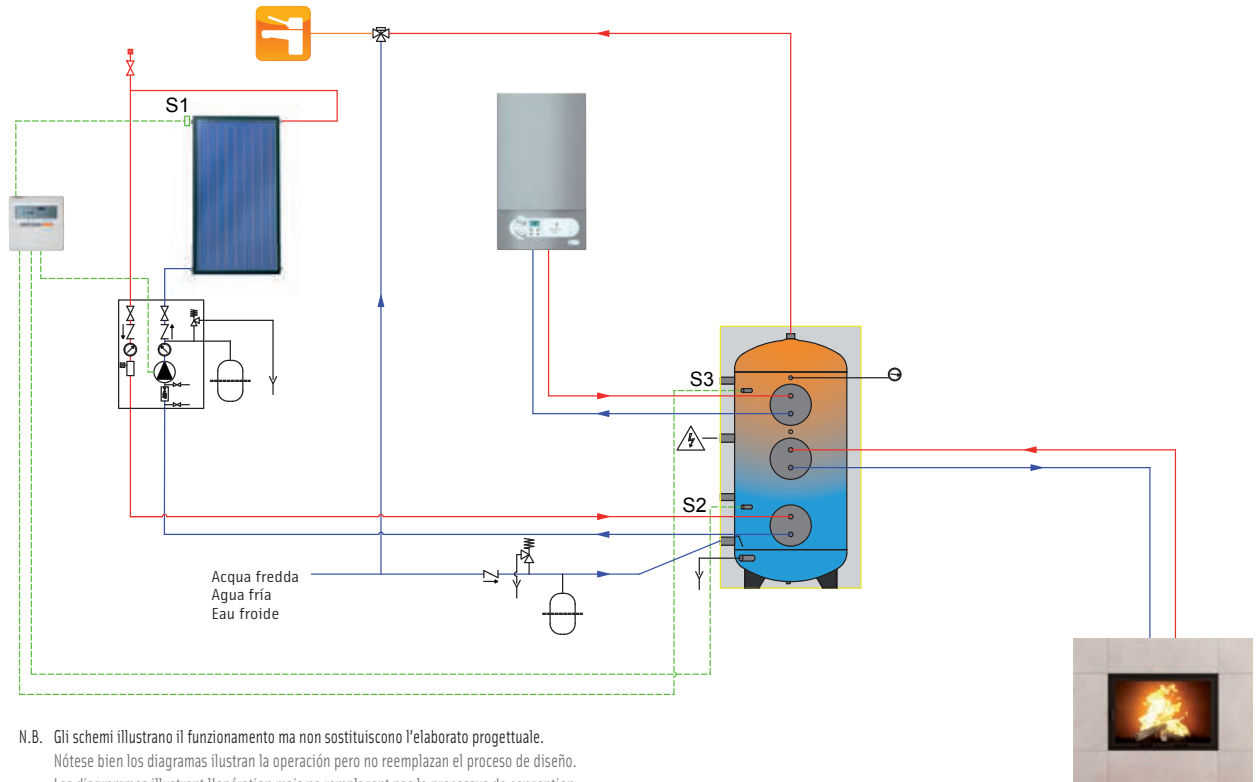 S1
S3
S2
Acqua fredda
Agua fría
Eau froide
N.B. Gli schemi illustrano il funzionamento ma non sostituiscono l'elaborato progettuale.
Nótese bien los diagramas ilustran la operación pero no reemplazan el proceso de diseño.